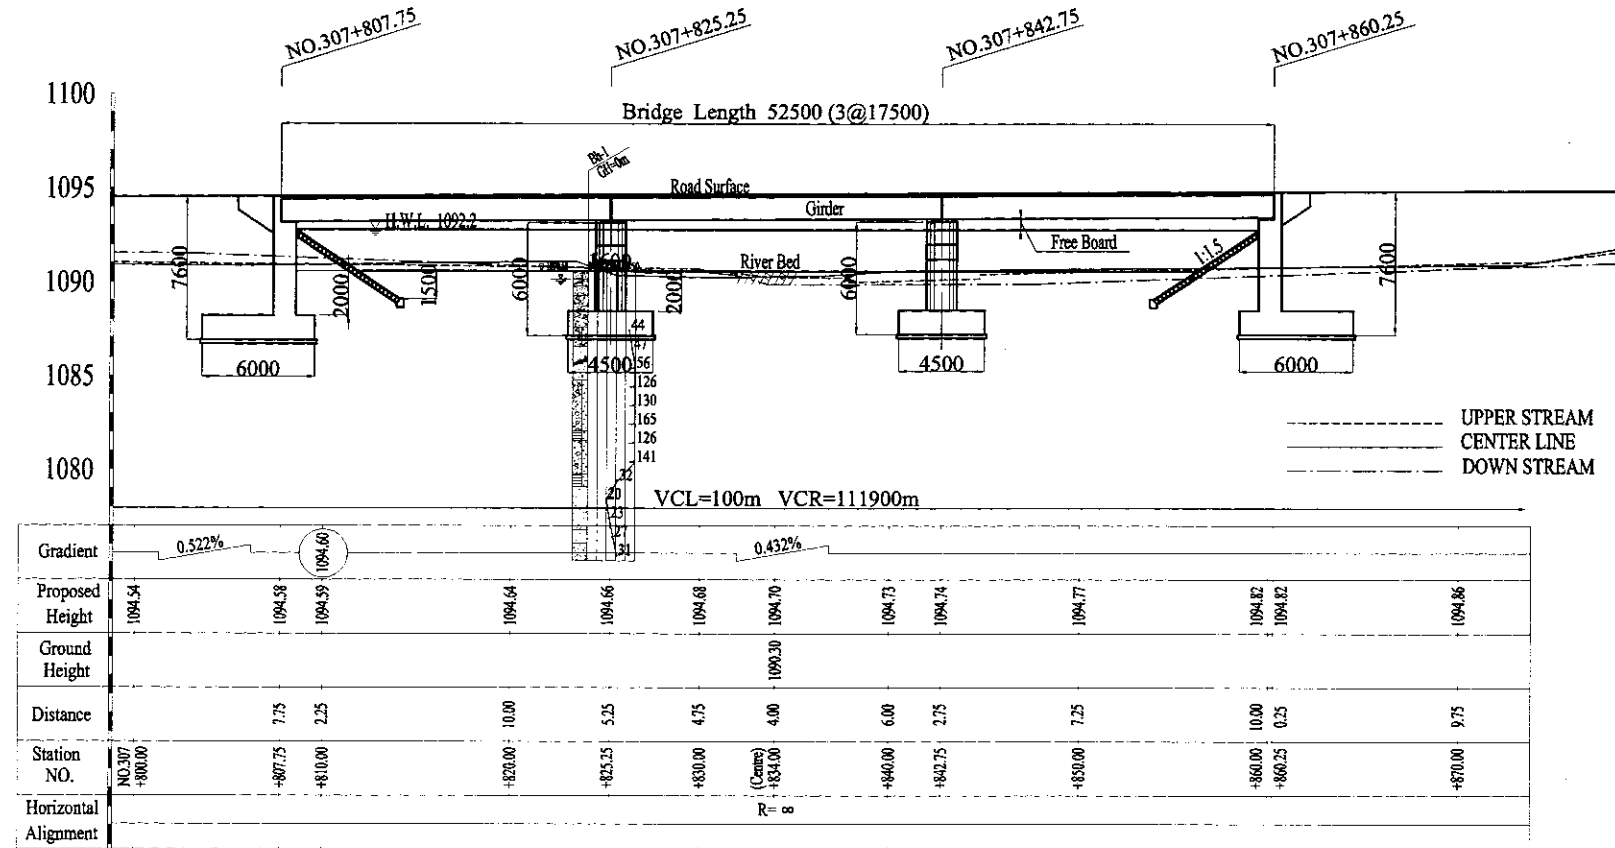 NO.307+807.75
NO.307+825.25
NO.307+842.75
NO.307+860.25
1100
Bridge Length 52500 (3@17500)
Bh-1
GH=0m
1095
Road Surface
Girder
H.W.L. 1092.2
Free Board
1:1.5
River Bed
1090
7600
2000
1500
6000
2000
6000
7600
44
47
56
126
130
165
126
141
32
20
23
27
31
1085
6000
4500
4500
6000
UPPER STREAM
CENTER LINE
DOWN STREAM
1080
VCL=100m VCR=111900m
Gradient 0.522% 1094.60 0.432%
Proposed Height 1094.54 1094.58 1094.59 1094.64 1094.66 1094.68 1094.70 1094.73 1094.74 1094.77 1094.82 1094.82 1094.86
Ground Height 1090.30
Distance 7.75 2.25 10.00 5.25 4.75 4.00 6.00 2.75 7.25 10.00 0.25 9.75
Station NO. NO.307 +800.00 +807.75 +810.00 +820.00 +825.25 +830.00 (Centre) +834.00 +840.00 +842.75 +850.00 +860.00 +860.25 +870.00
Horizontal Alignment R= ∞